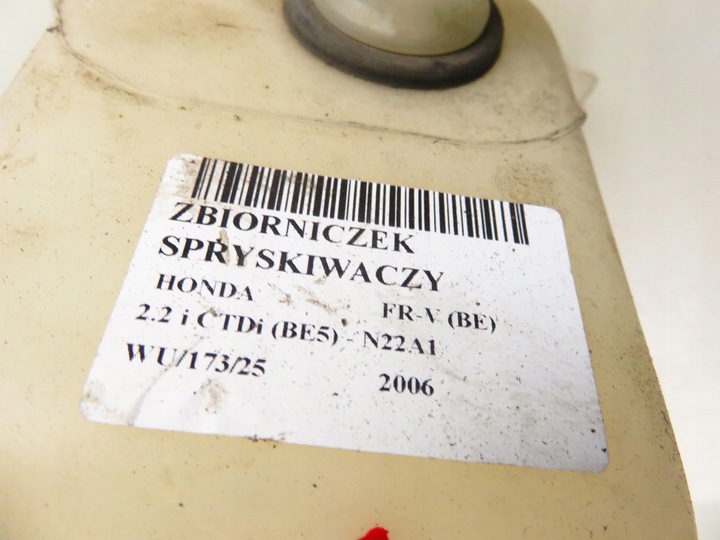 ZBIORNICZEK
SPRYSKIWACZY
HONDA FR-V (BE)
2.2 i CTDi (BE5) - N22A1
WU/173/25 2006